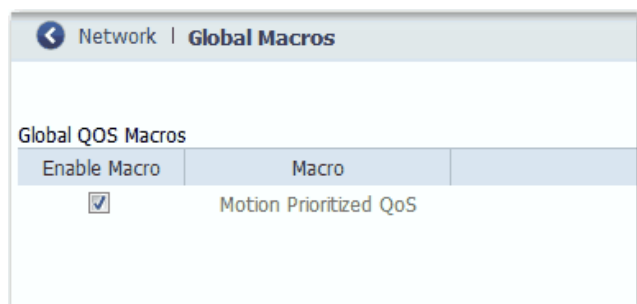 Network | Global Macros
Global QOS Macros
Enable Macro Macro
Motion Prioritized QoS